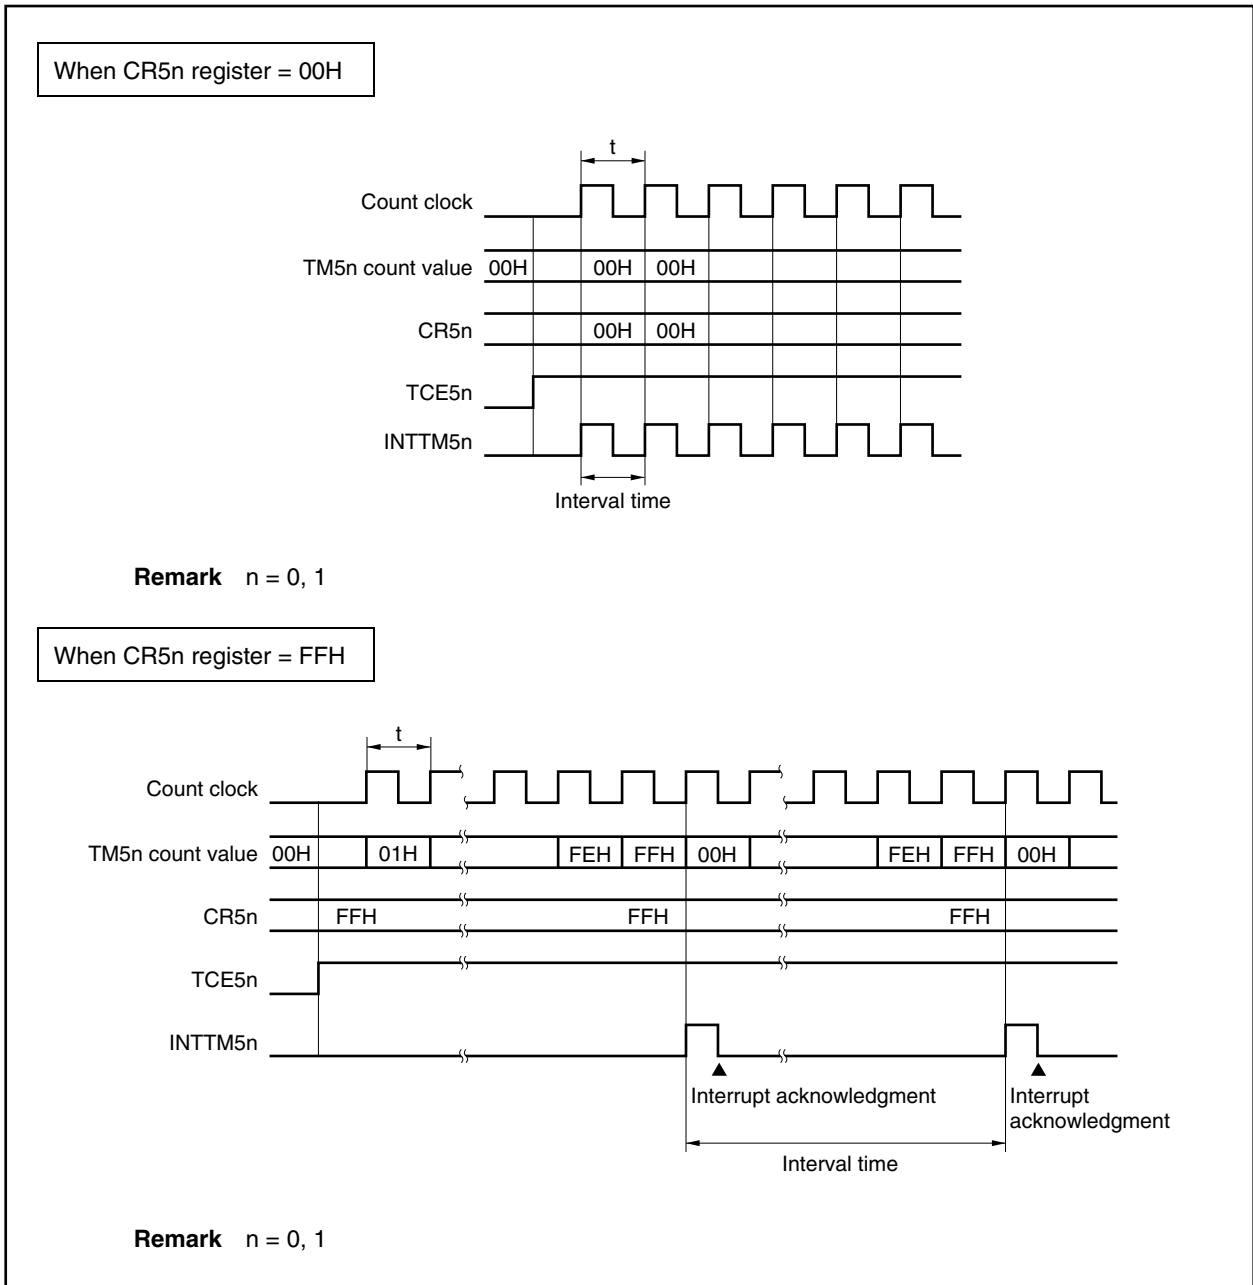 When CR5n register = 00H
t
Count clock
TM5n count value 00H 00H 00H
CR5n 00H 00H
TCE5n
INTTM5n
Interval time
Remark n = 0, 1
When CR5n register = FFH
t
Count clock
TM5n count value 00H 01H FEH FFH 00H FEH FFH 00H
CR5n FFH FFH FFH
TCE5n
INTTM5n
Interrupt acknowledgment Interrupt
acknowledgment
Interval time
Remark n = 0, 1